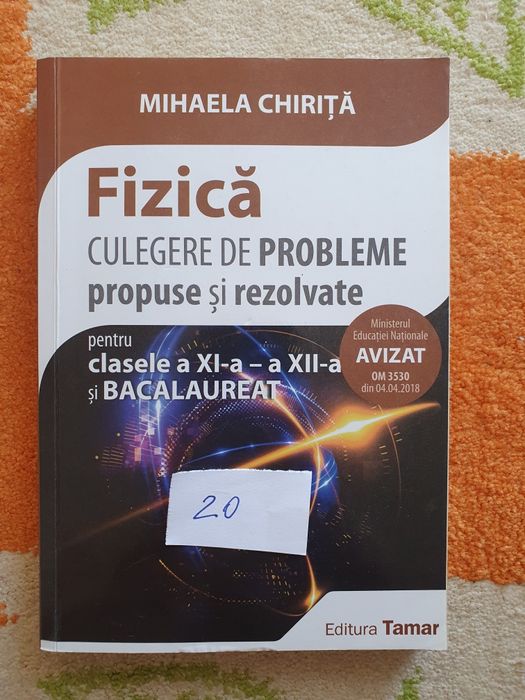 MIHAELA CHIRIȚĂ
Fizică
CULEGERE DE PROBLEME
propuse și rezolvate
pentru
clasele a XI-a – a XII-a
și BACALAUREAT
Ministerul
Educației Naționale
AVIZAT
OM 3530
din 04.04.2018
20
Editura Tamar